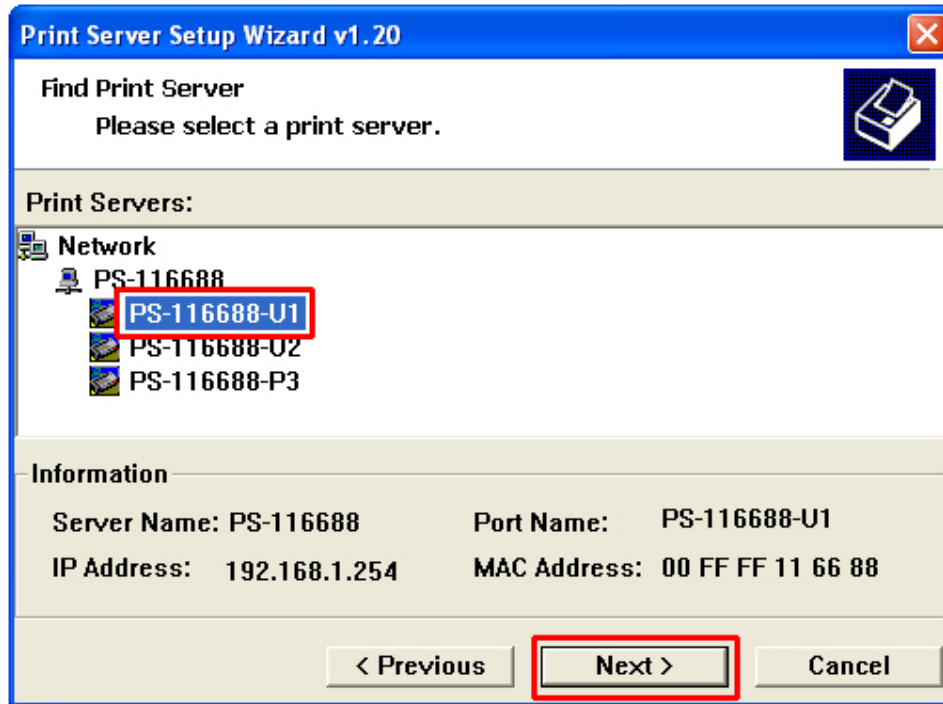 Print Server Setup Wizard v1.20
Find Print Server
Please select a print server.
Print Servers:
Network
PS-116688
PS-116688-U1
PS-116688-U2
PS-116688-P3
Information
Server Name: PS-116688 Port Name: PS-116688-U1
IP Address: 192.168.1.254 MAC Address: 00 FF FF 11 66 88
< Previous Next > Cancel